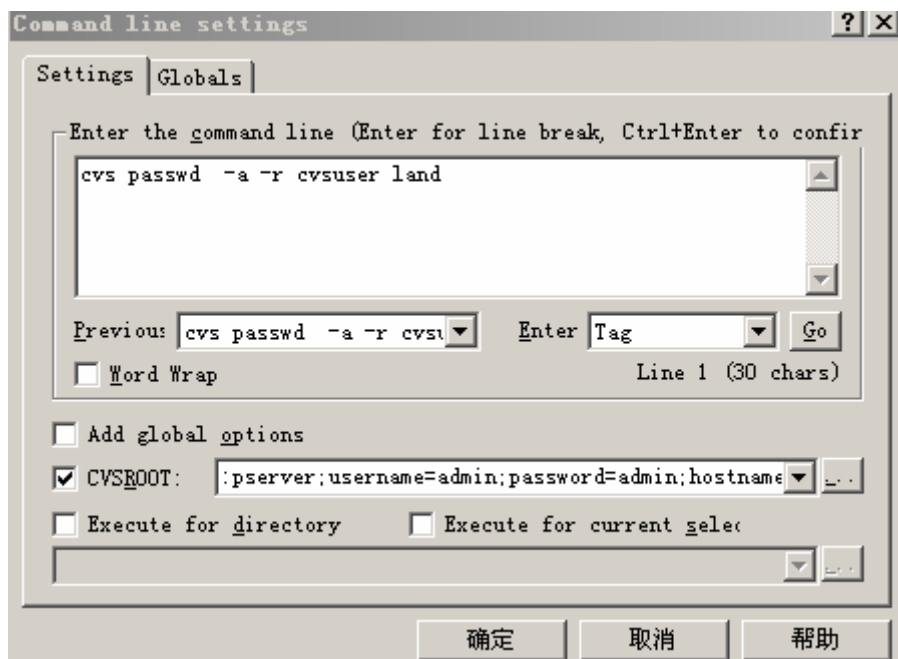 Command line settings
Settings Globals
Enter the command line (Enter for line break, Ctrl+Enter to confir
cvs passwd  -a -r cvsuser land
Previous cvs passwd  -a -r cvsu Enter Tag Go
Word Wrap Line 1 (30 chars)
Add global options
CVSROOT: :pserver;username=admin;password=admin;hostname ...
Execute for directory Execute for current selec
...
确定 取消 帮助